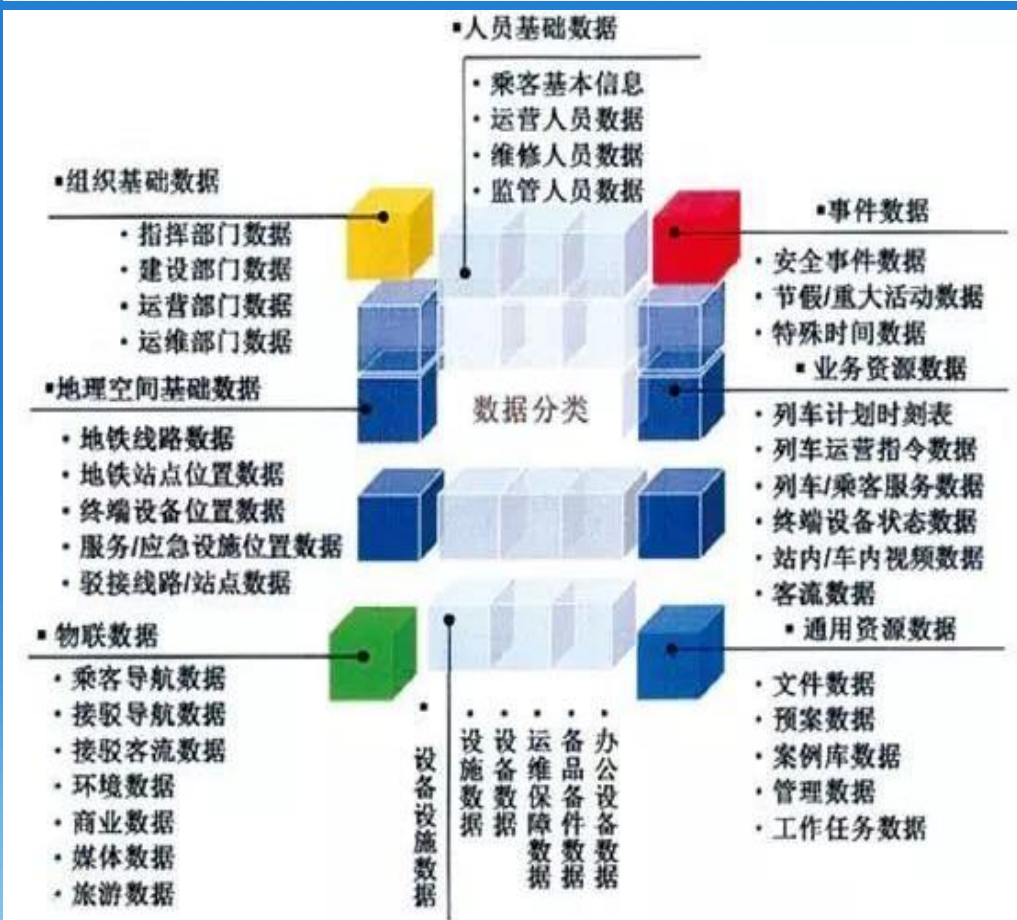 ▪人员基础数据
· 乘客基本信息
· 运营人员数据
· 维修人员数据
· 监管人员数据
▪组织基础数据
· 指挥部门数据
· 建设部门数据
· 运营部门数据
· 运维部门数据
▪事件数据
· 安全事件数据
· 节假/重大活动数据
· 特殊时间数据
▪地理空间基础数据
· 地铁线路数据
· 地铁站点位置数据
· 终端设备位置数据
· 服务/应急设施位置数据
· 驳接线路/站点数据
数据分类
▪ 业务资源数据
· 列车计划时刻表
· 列车运营指令数据
· 列车/乘客服务数据
· 终端设备状态数据
· 站内/车内视频数据
· 客流数据
▪ 物联数据
· 乘客导航数据
· 接驳导航数据
· 接驳客流数据
· 环境数据
· 商业数据
· 媒体数据
· 旅游数据
▪ 设备设施数据
· 设施数据
· 设备数据
· 运维保障数据
· 备品备件数据
· 办公设备数据
▪ 通用资源数据
· 文件数据
· 预案数据
· 案例库数据
· 管理数据
· 工作任务数据